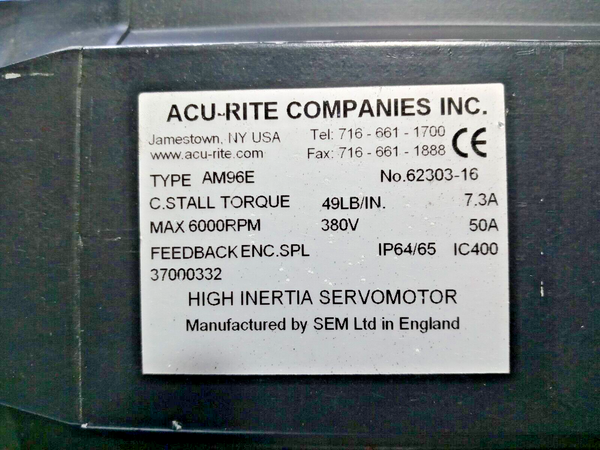 ACU-RITE COMPANIES INC.
Jamestown, NY USA Tel: 716 - 661 - 1700
www.acu-rite.com Fax: 716 - 661 - 1888 CE
TYPE AM96E No.62303-16
C.STALL TORQUE 49LB/IN. 7.3A
MAX 6000RPM 380V 50A
FEEDBACK ENC.SPL IP64/65 IC400
37000332
HIGH INERTIA SERVOMOTOR
Manufactured by SEM Ltd in England